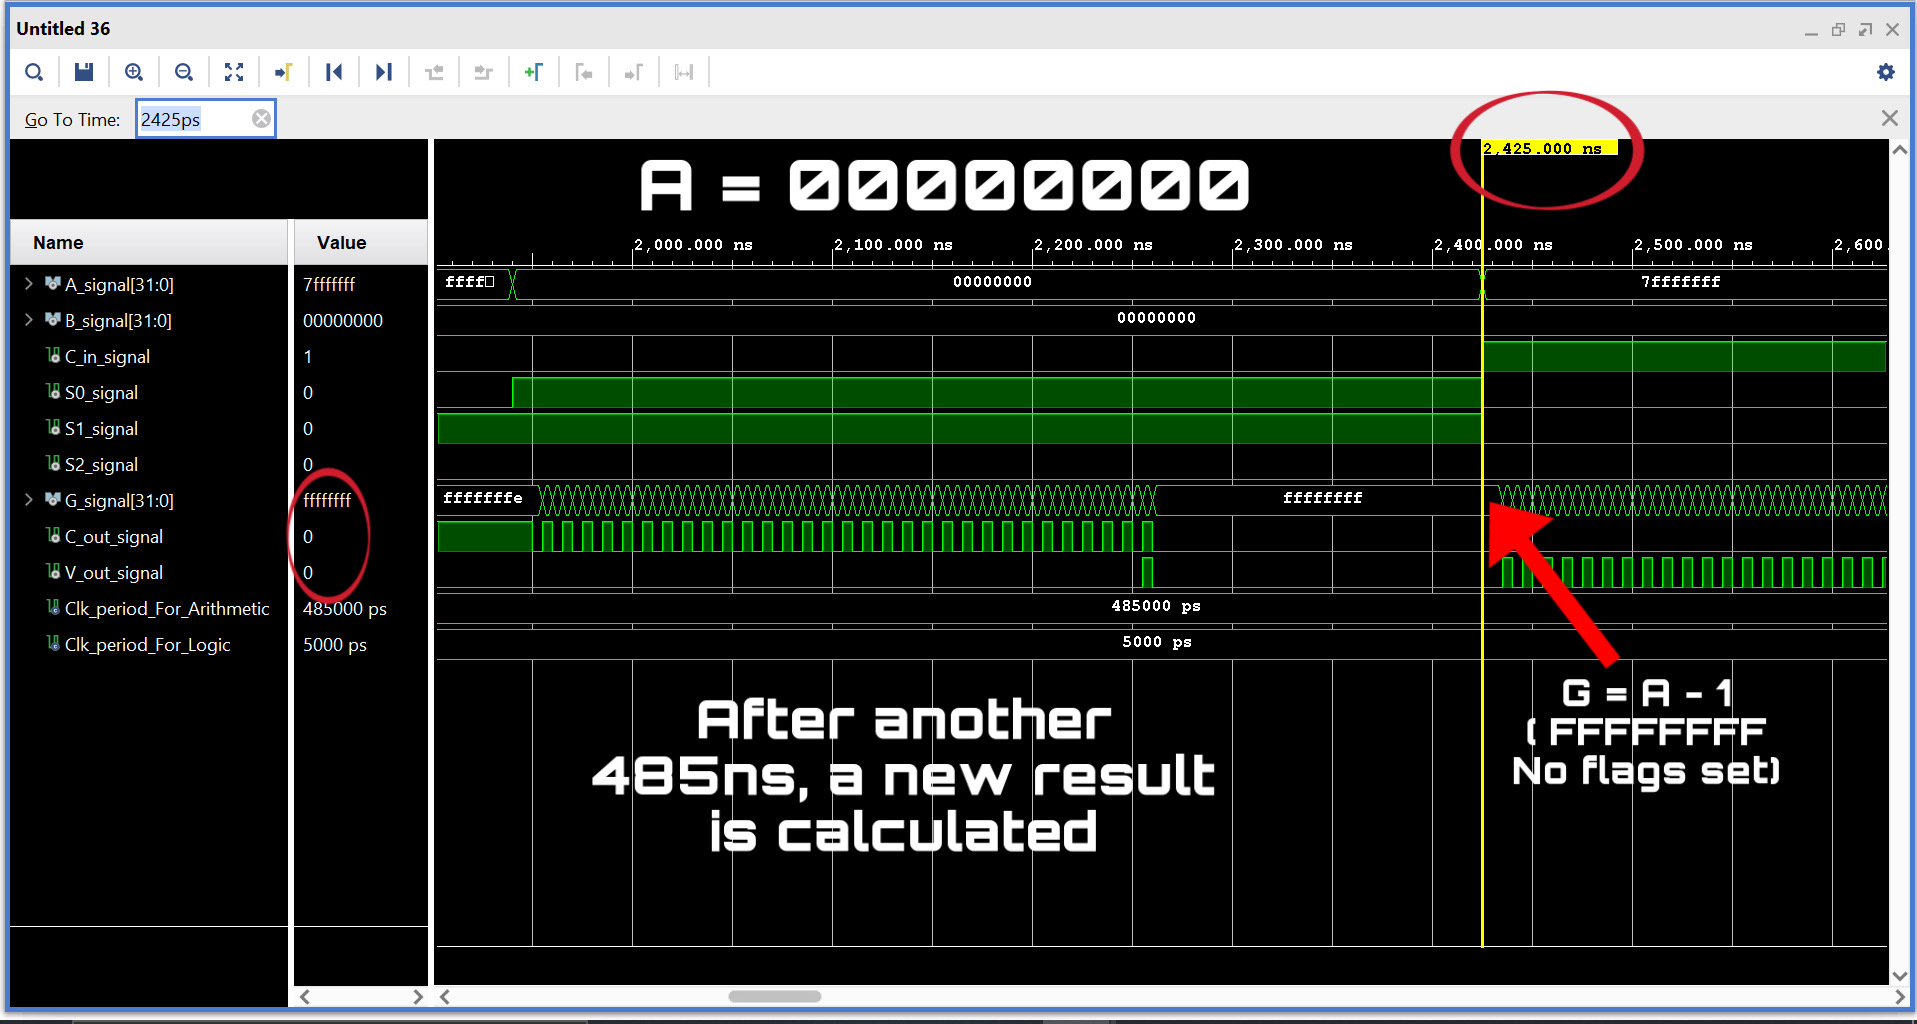 Untitled 36
Go To Time: 2425ps
2,425.000 ns
A = 00000000
Name Value
2,000.000 ns 2,100.000 ns 2,200.000 ns 2,300.000 ns 2,400.000 ns 2,500.000 ns 2,600.
A_signal[31:0] 7fffffff ffff 00000000 7fffffff
B_signal[31:0] 00000000 00000000
C_in_signal 1
S0_signal 0
S1_signal 0
S2_signal 0
G_signal[31:0] ffffffff fffffffe ffffffff
C_out_signal 0
V_out_signal 0
Clk_period_For_Arithmetic 485000 ps 485000 ps
Clk_period_For_Logic 5000 ps 5000 ps
After another
485ns, a new result
is calculated
G = A - 1
( FFFFFFFF
No flags set)